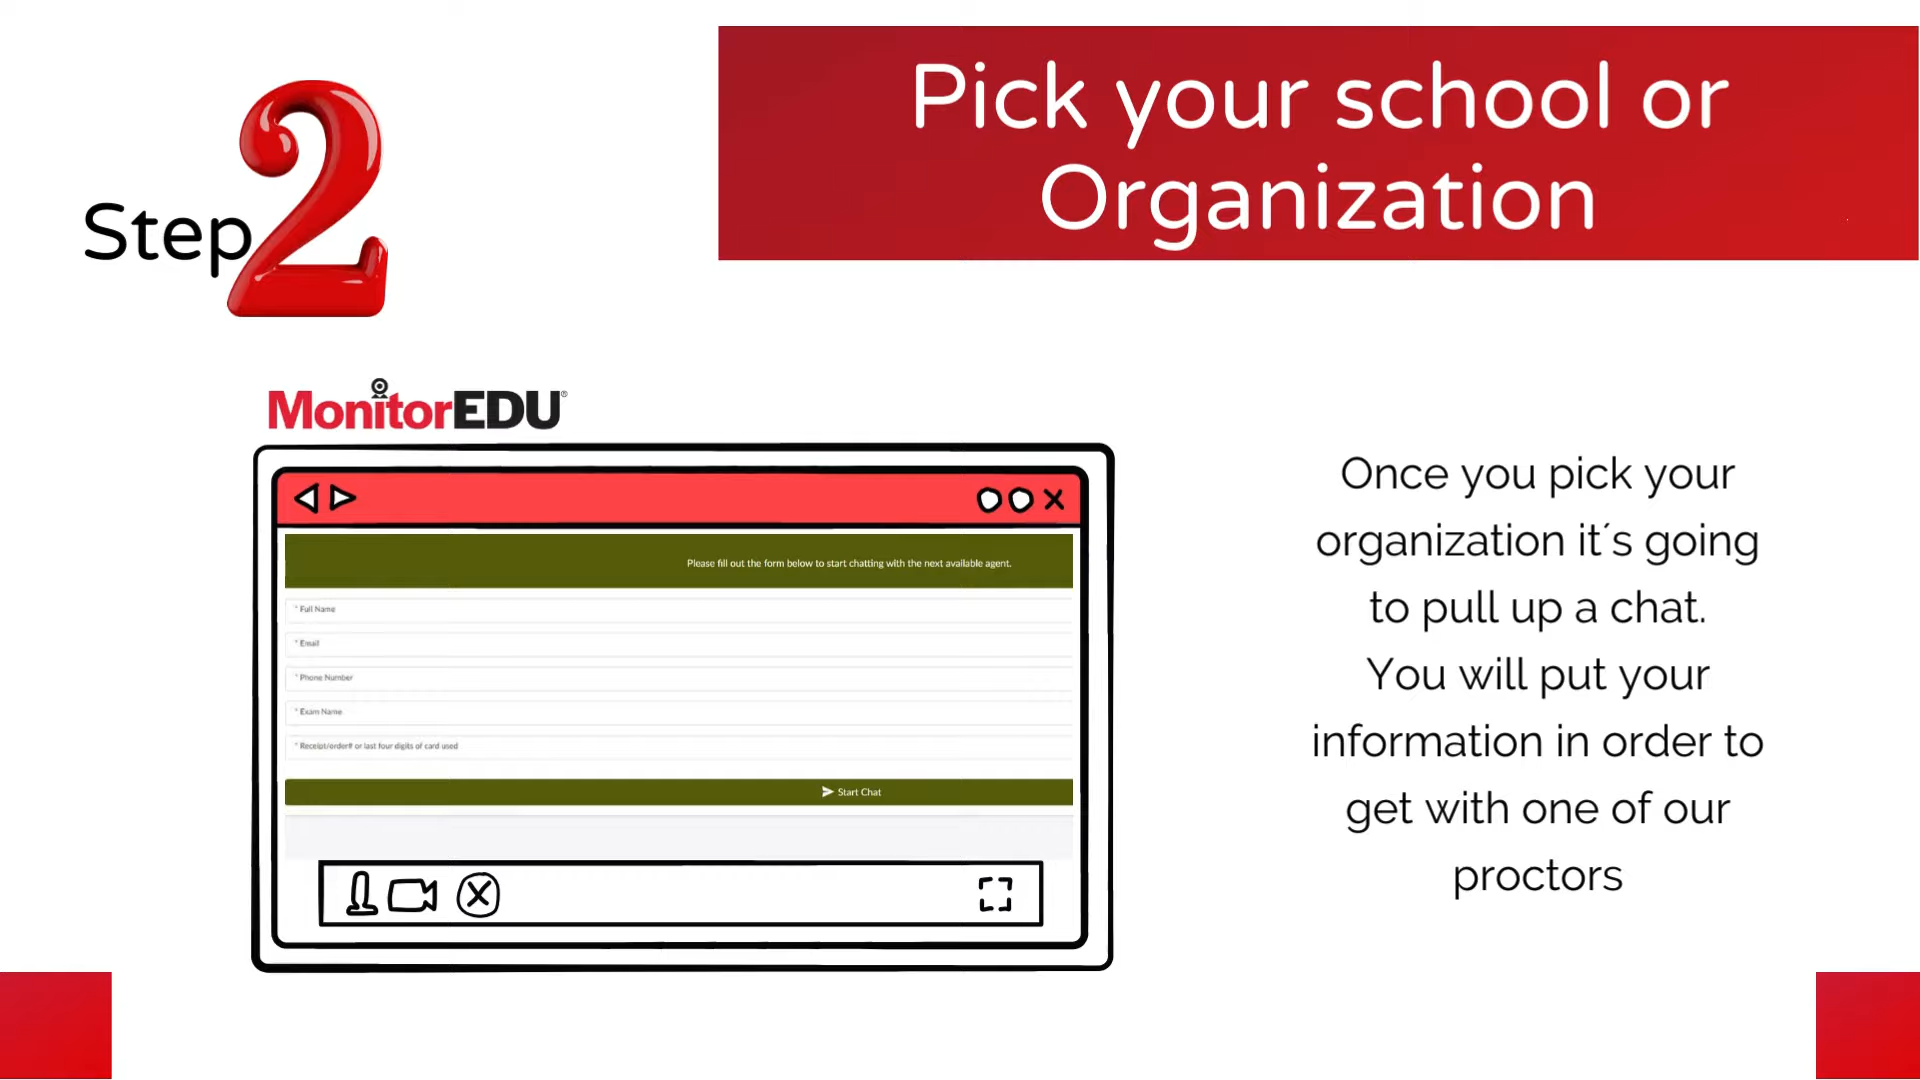 Step 2
Pick your school or
Organization
MonitorEDU®
Please fill out the form below to start chatting with the next available agent.
* Full Name
* Email
* Phone Number
* Exam Name
* Receipt/order# or last four digits of card used
Start Chat
Once you pick your
organization it´s going
to pull up a chat.
You will put your
information in order to
get with one of our
proctors